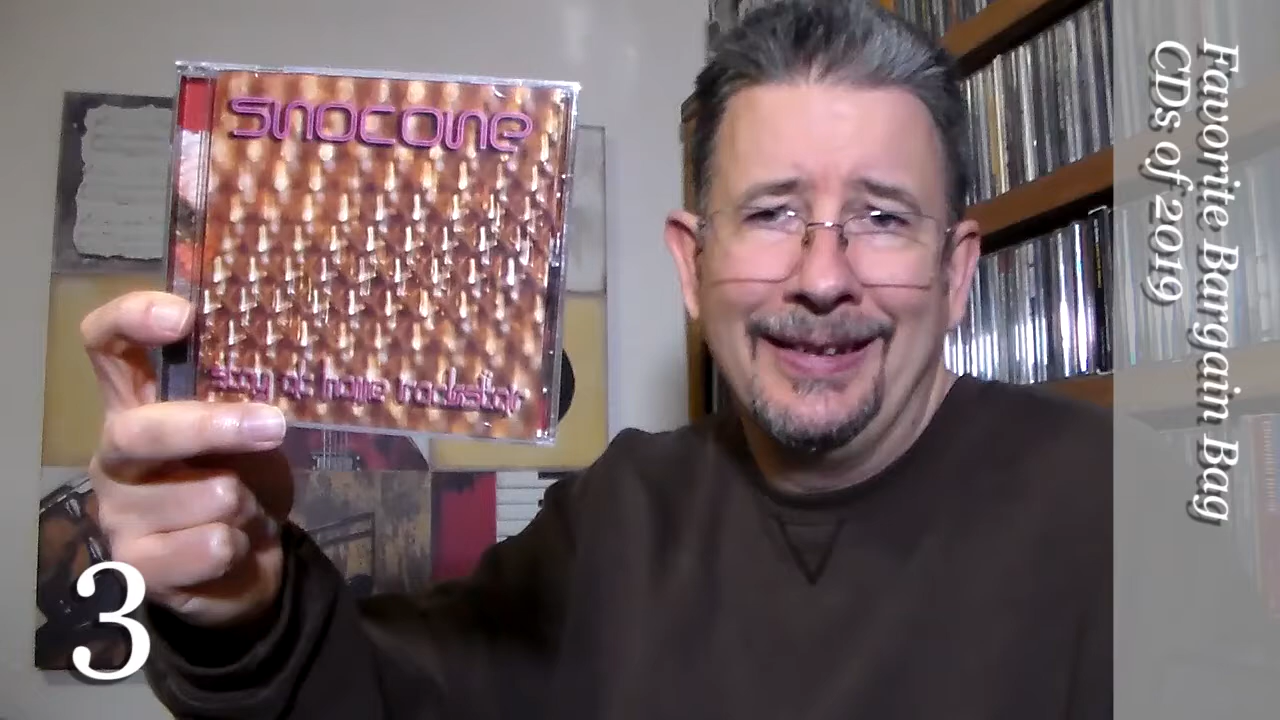 snocone
stay at home rockstar
Favorite Bargain Bag
CDs of 2019
3